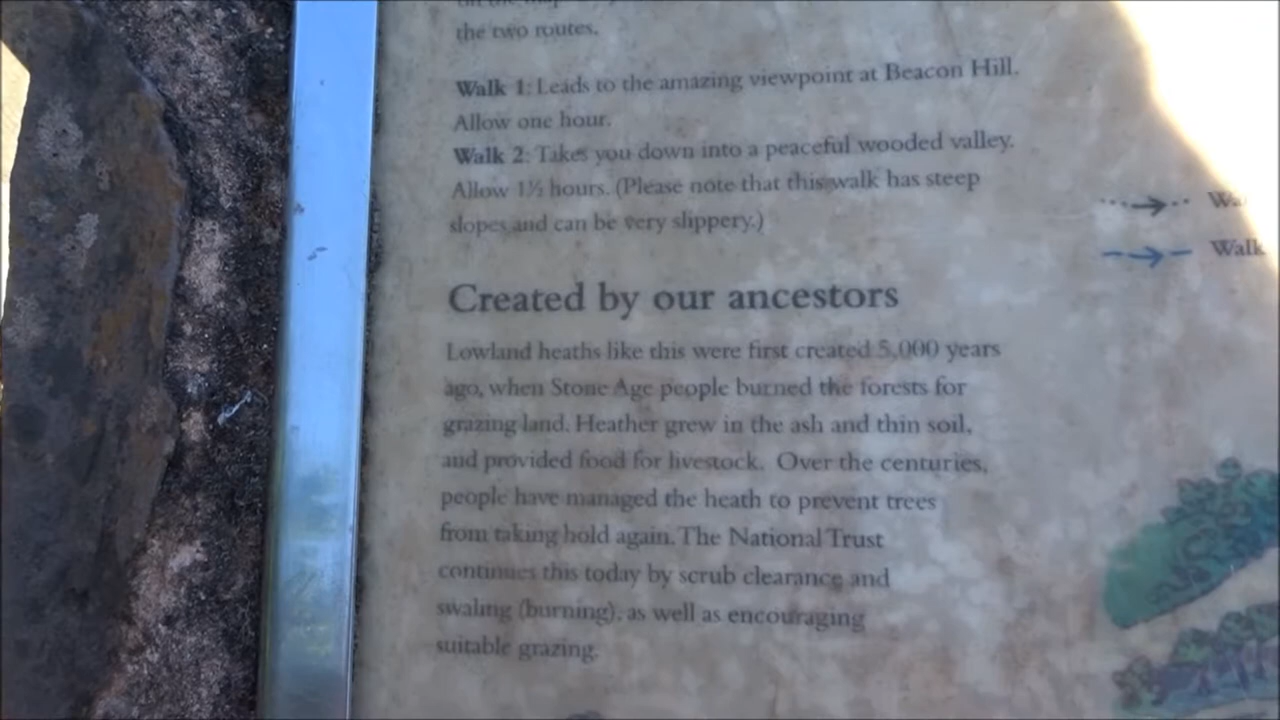 the two routes.
Walk 1: Leads to the amazing viewpoint at Beacon Hill.
Allow one hour.
Walk 2: Takes you down into a peaceful wooded valley.
Allow 1½ hours. (Please note that this walk has steep
slopes and can be very slippery.)
Walk
Created by our ancestors
Lowland heaths like this were first created 5,000 years
ago, when Stone Age people burned the forests for
grazing land. Heather grew in the ash and thin soil,
and provided food for livestock. Over the centuries,
people have managed the heath to prevent trees
from taking hold again. The National Trust
continues this today by scrub clearance and
swaling (burning), as well as encouraging
suitable grazing.